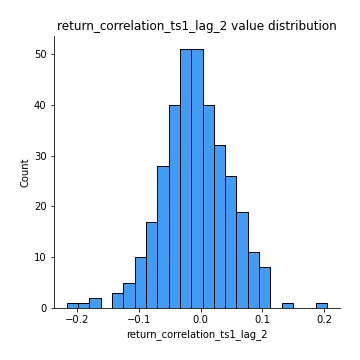 return_correlation_ts1_lag_2 value distribution
50
40
30
20
10
0
Count
−0.2 −0.1 0.0 0.1 0.2
return_correlation_ts1_lag_2